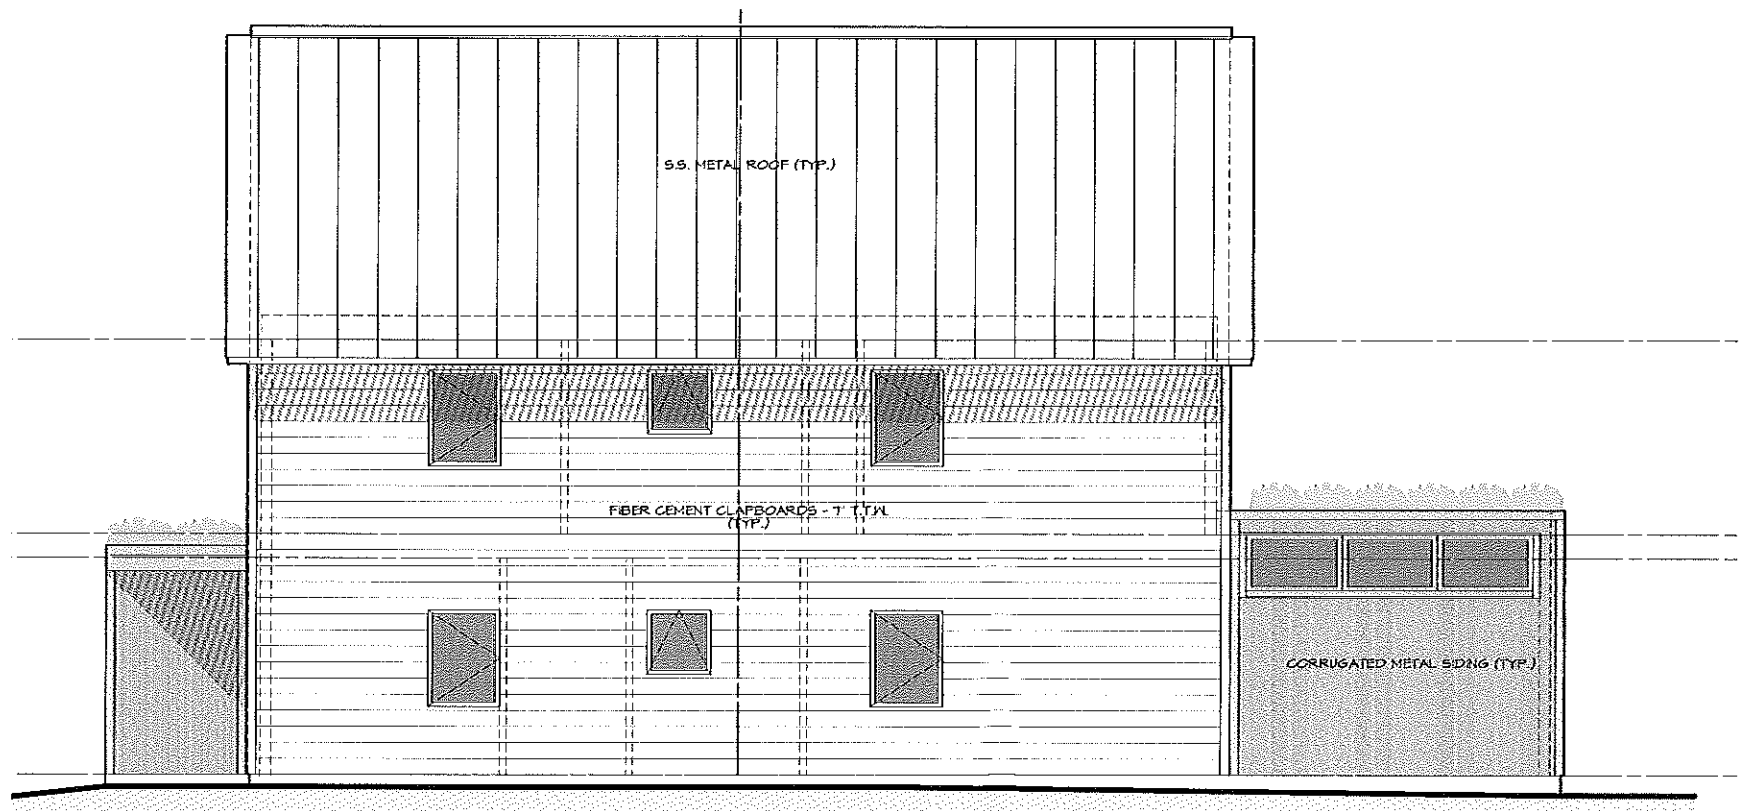 S.S. METAL ROOF (TYP.)
FIBER CEMENT CLAPBOARDS - 7" T.T.W.
(TYP.)
CORRUGATED METAL SIDING (TYP.)